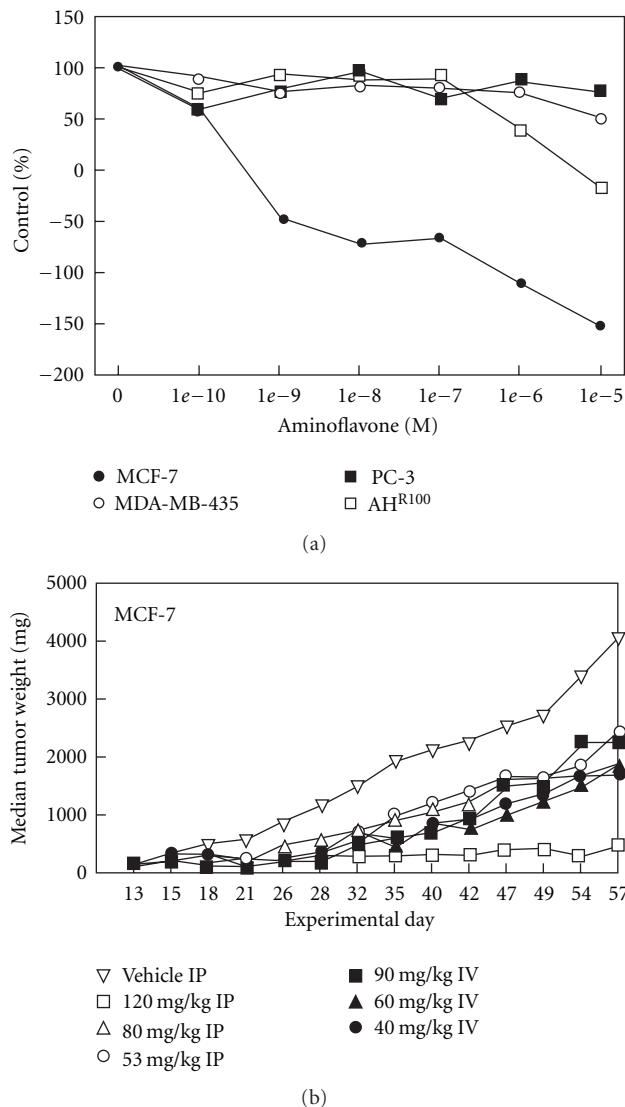 100
50
0
−50
−100
−150
−200
Control (%)
0 1e-10 1e-9 1e-8 1e-7 1e-6 1e-5
Aminoflavone (M)
MCF-7 PC-3
MDA-MB-435 AH^R100
(a)
5000
4000
3000
2000
1000
0
Median tumor weight (mg)
MCF-7
13 15 18 21 26 28 32 35 40 42 47 49 54 57
Experimental day
Vehicle IP 90 mg/kg IV
120 mg/kg IP 60 mg/kg IV
80 mg/kg IP 40 mg/kg IV
53 mg/kg IP
(b)